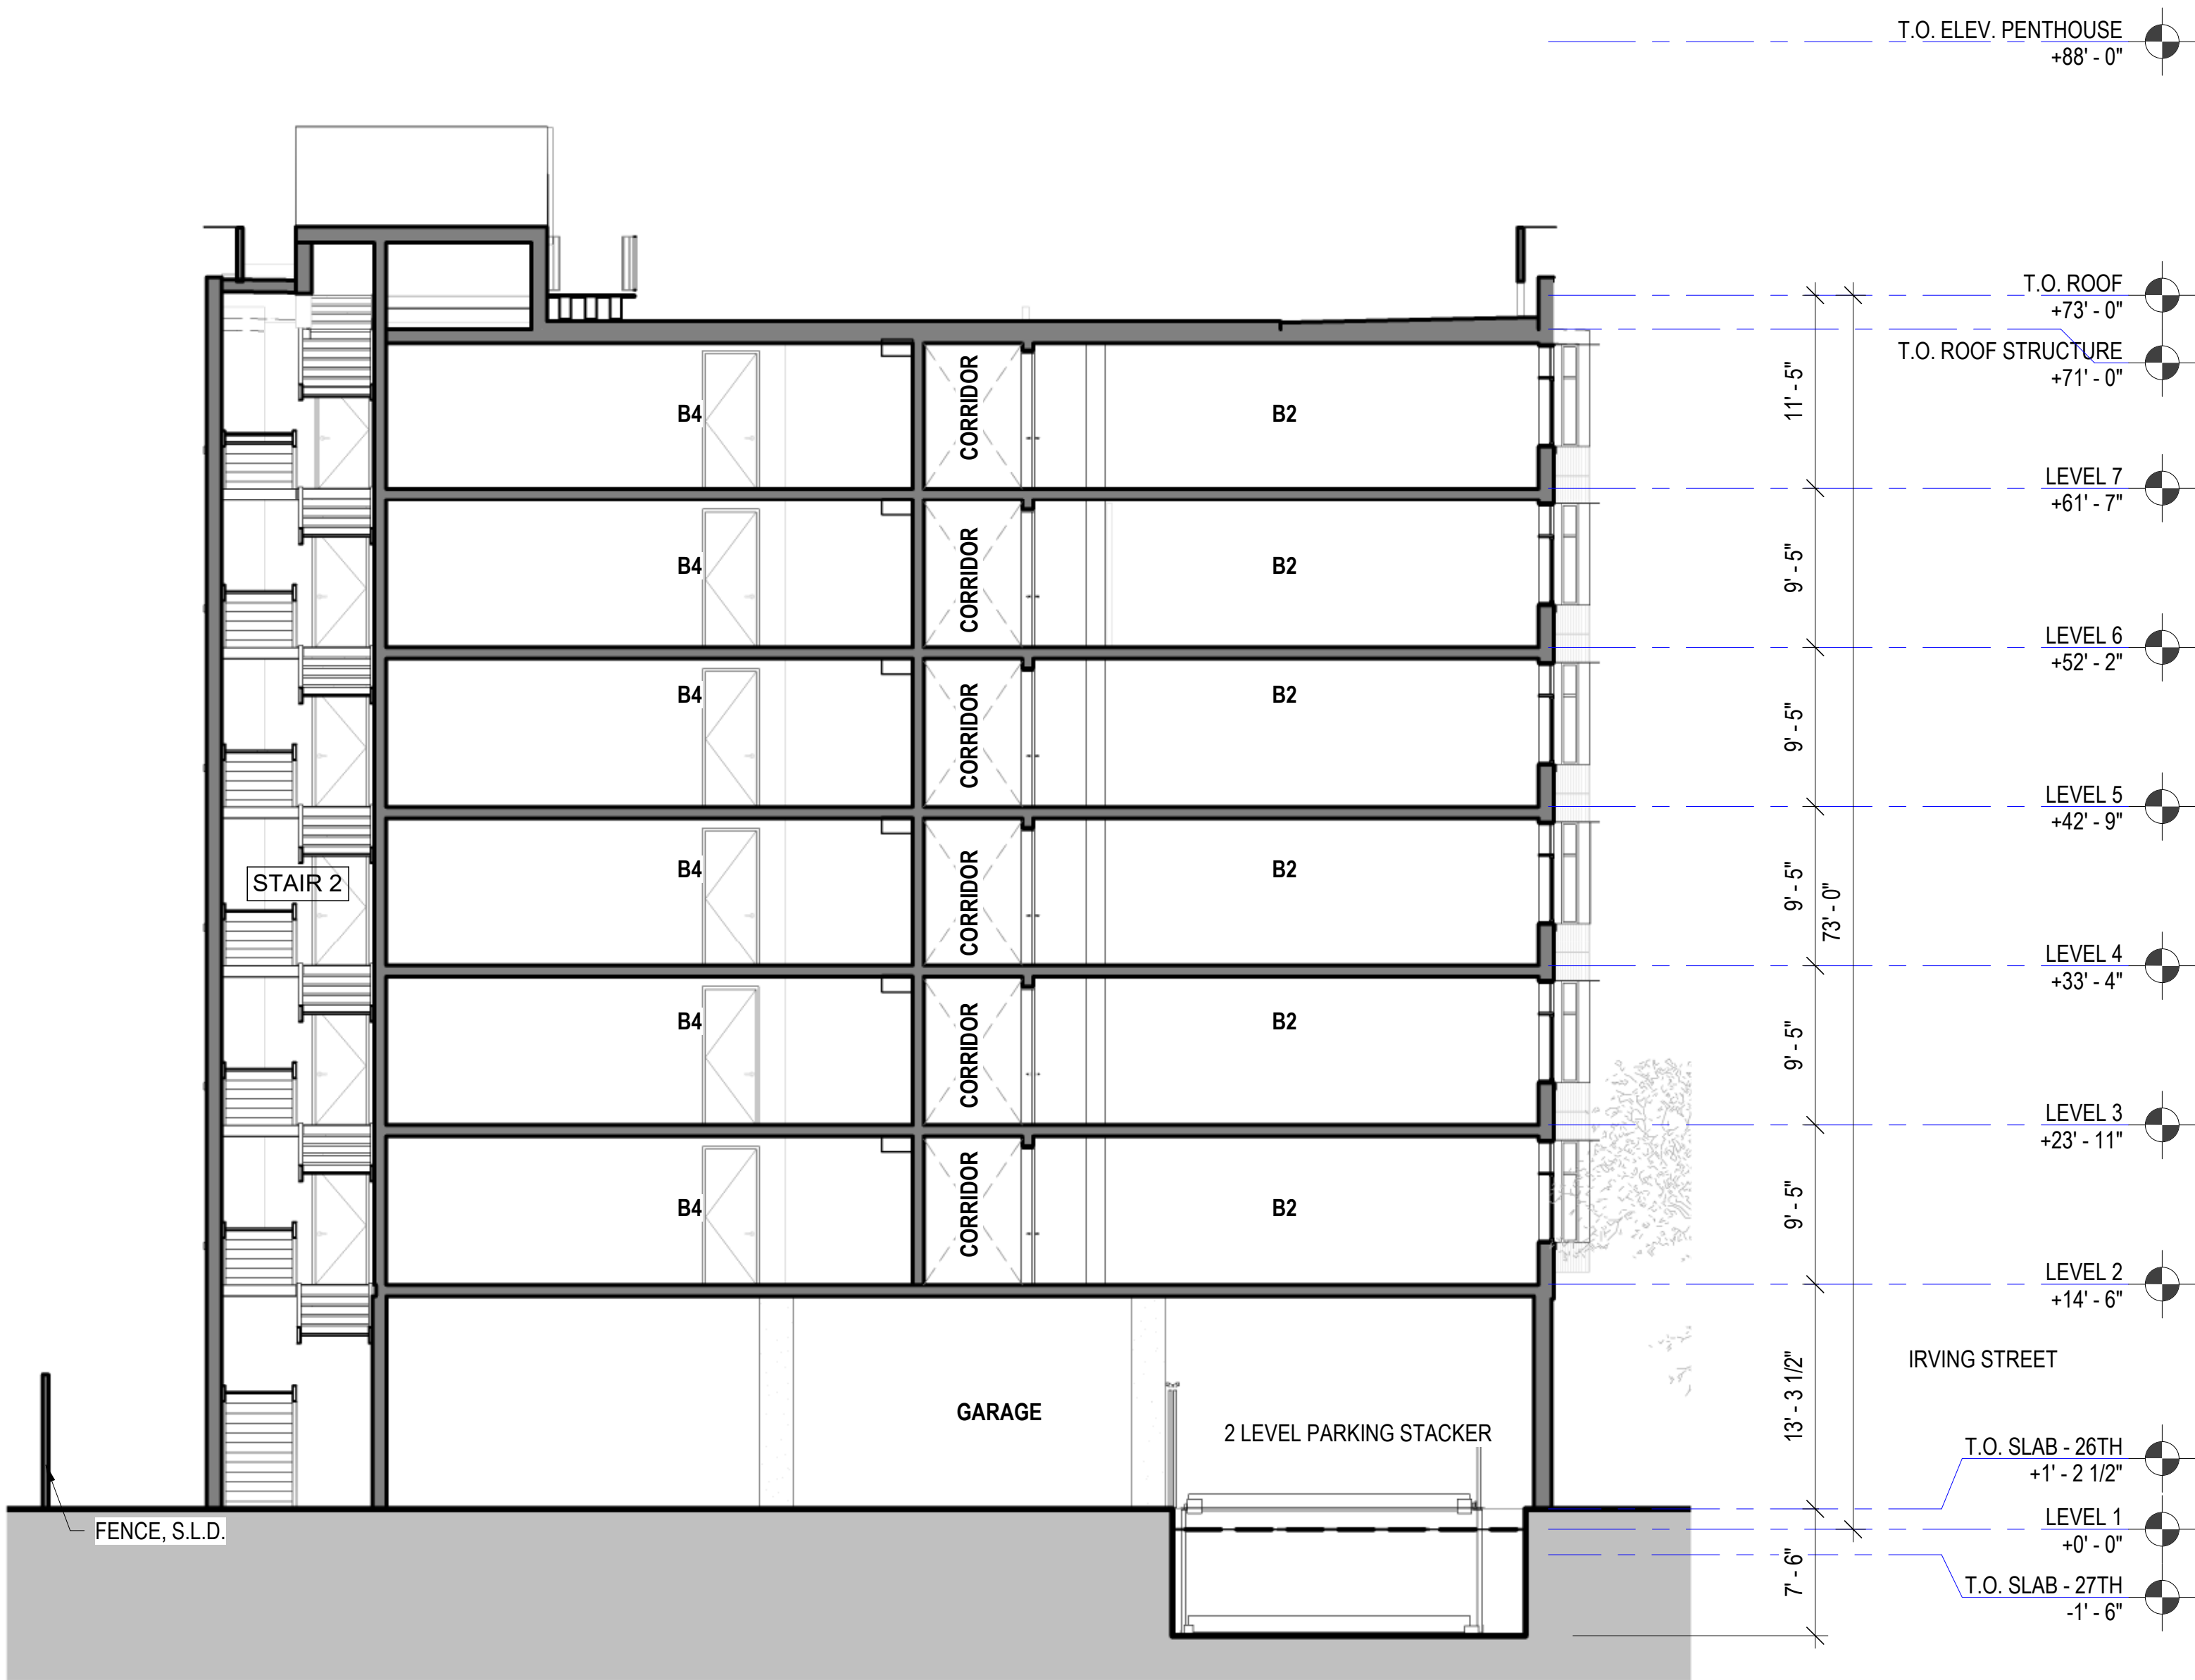 T.O. ELEV. PENTHOUSE
+88' - 0"
T.O. ROOF
+73' - 0"
T.O. ROOF STRUCTURE
+71' - 0"
11' - 5"
B4
CORRIDOR
B2
LEVEL 7
+61' - 7"
9' - 5"
B4
CORRIDOR
B2
LEVEL 6
+52' - 2"
9' - 5"
B4
CORRIDOR
B2
LEVEL 5
+42' - 9"
STAIR 2
9' - 5"
73' - 0"
B4
CORRIDOR
B2
LEVEL 4
+33' - 4"
9' - 5"
B4
CORRIDOR
B2
LEVEL 3
+23' - 11"
9' - 5"
B4
CORRIDOR
B2
LEVEL 2
+14' - 6"
IRVING STREET
13' - 3 1/2"
GARAGE
2 LEVEL PARKING STACKER
T.O. SLAB - 26TH
+1' - 2 1/2"
FENCE, S.L.D.
LEVEL 1
+0' - 0"
7' - 6"
T.O. SLAB - 27TH
-1' - 6"